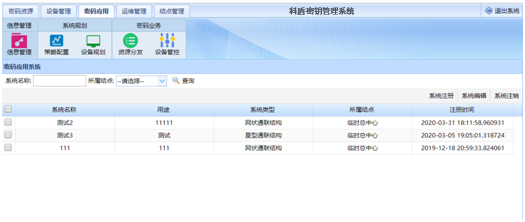 密码资源 设备管理 密码应用 运维管理 结点管理 科盾密钥管理系统 退出系统
信息管理 系统规划 密码业务
信息管理 策略配置 设备规划 资源分发 设备管控
密码应用系统
系统名称: 所属结点: --请选择-- 查询
系统注册 系统编辑 系统注销
系统名称 用途 系统类型 所属结点 注册时间
测试2 11111 网状通联结构 临时总中心 2020-03-31 18:11:58.960931
测试3 测试 星型通联结构 临时总中心 2020-03-05 19:05:01.318724
111 111 网状通联结构 临时总中心 2019-12-18 20:59:33.824061